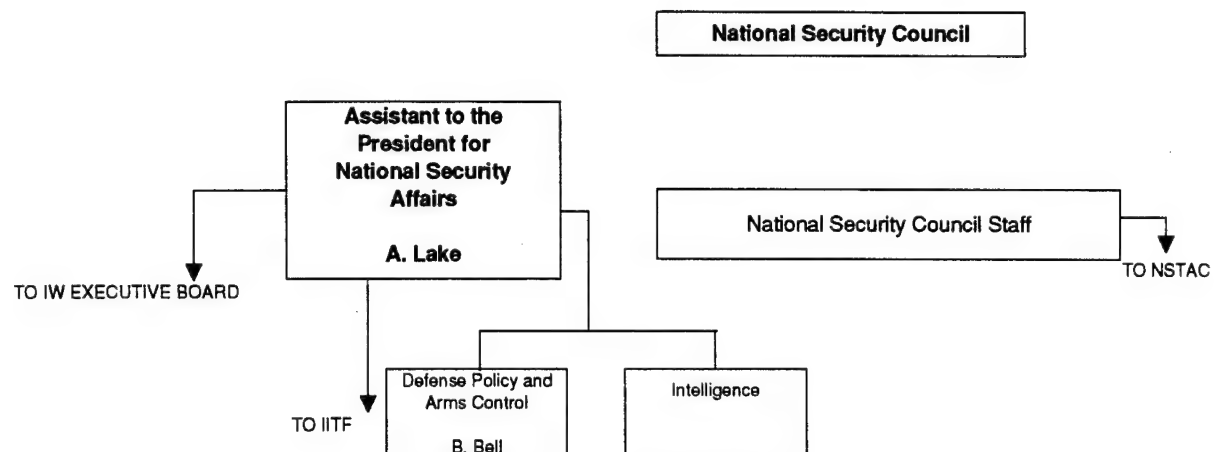 National Security Council
Assistant to the
President for
National Security
Affairs
A. Lake
National Security Council Staff
TO IW EXECUTIVE BOARD
TO NSTAC
Defense Policy and
Arms Control
B. Bell
Intelligence
TO IITF